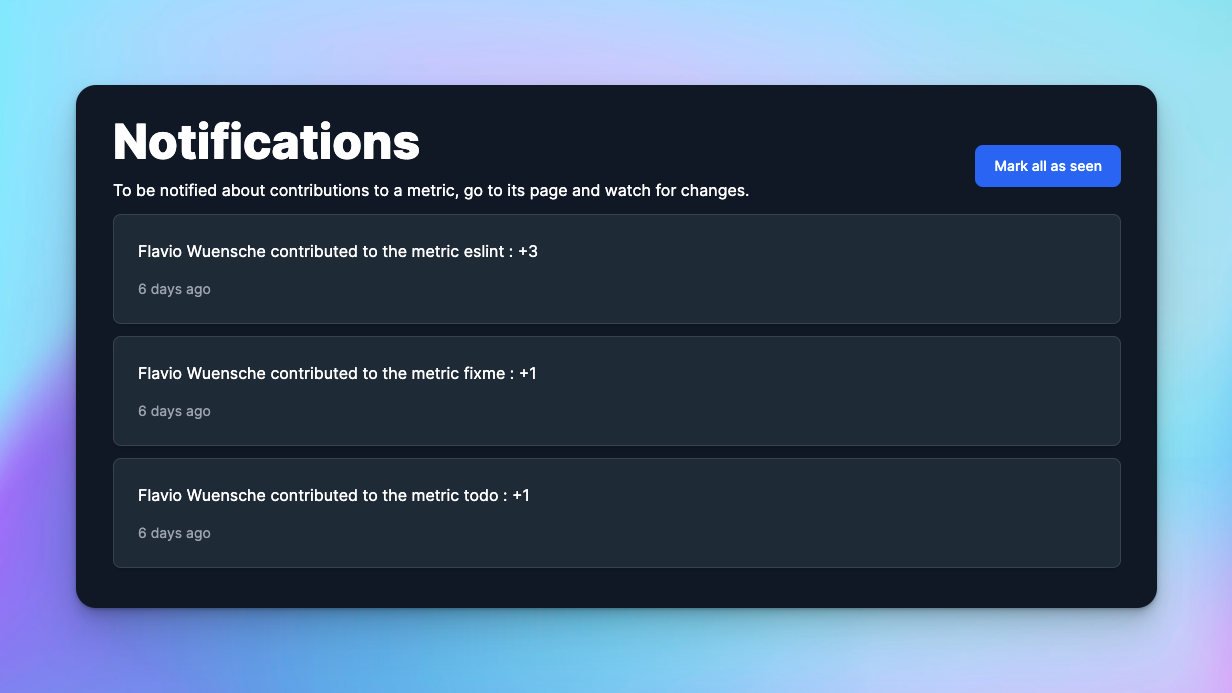 Notifications
To be notified about contributions to a metric, go to its page and watch for changes.
Mark all as seen
Flavio Wuensche contributed to the metric eslint : +3
6 days ago
Flavio Wuensche contributed to the metric fixme : +1
6 days ago
Flavio Wuensche contributed to the metric todo : +1
6 days ago